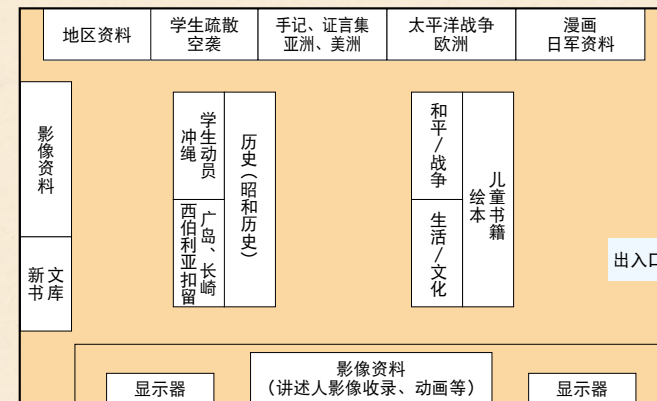 地区资料
学生疏散
空袭
手记、证言集
亚洲、美洲
太平洋战争
欧洲
漫画
日军资料
影像资料
文库
新书
学生动员
冲绳
广岛、长崎
西伯利亚扣留
历史（昭和历史）
和平/战争
生活/文化
儿童书籍
绘本
出入口
影像资料
（讲述人影像收录、动画等）
显示器
显示器